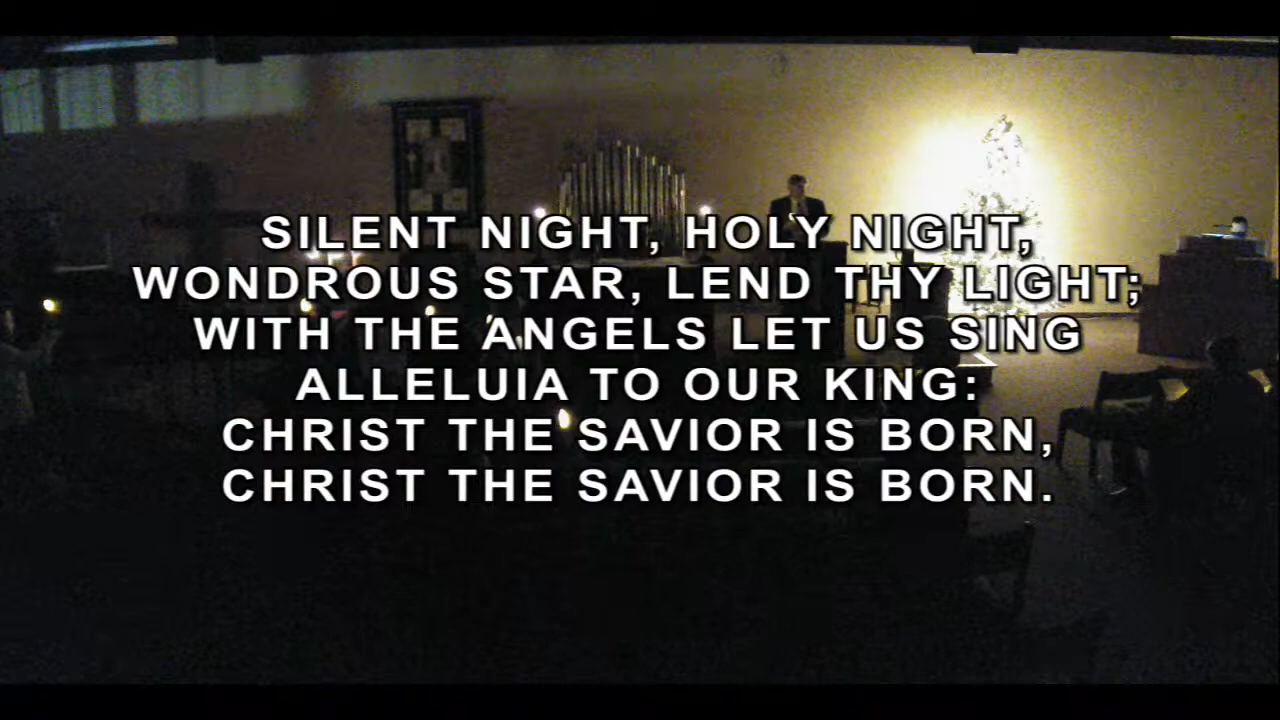 SILENT NIGHT, HOLY NIGHT,
WONDROUS STAR, LEND THY LIGHT;
WITH THE ANGELS LET US SING
ALLELUIA TO OUR KING:
CHRIST THE SAVIOR IS BORN,
CHRIST THE SAVIOR IS BORN.